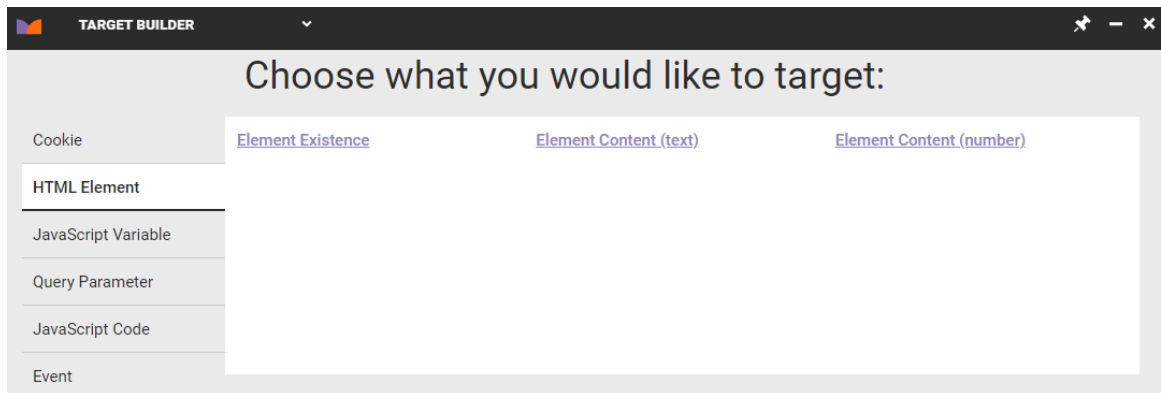 TARGET BUILDER
Choose what you would like to target:
Cookie
Element Existence
Element Content (text)
Element Content (number)
HTML Element
JavaScript Variable
Query Parameter
JavaScript Code
Event